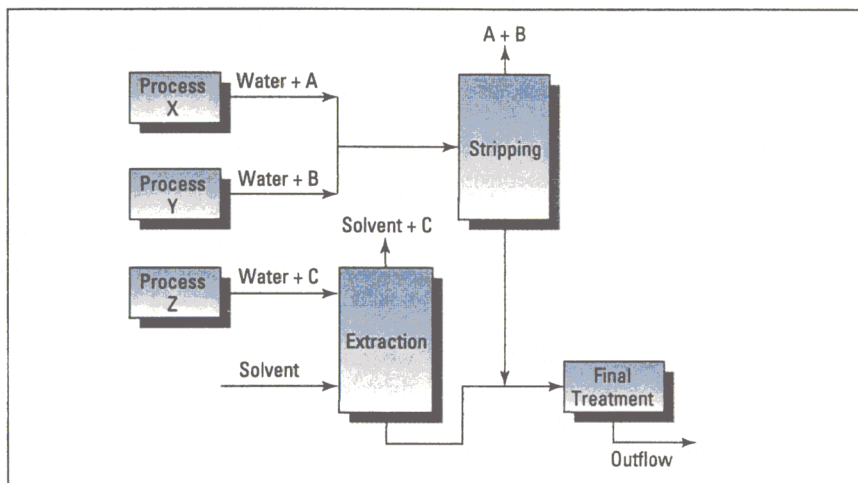 A + B
Process
X
Water + A
Stripping
Process
Y
Water + B
Solvent + C
Process
Z
Water + C
Extraction
Solvent
Final
Treatment
Outflow